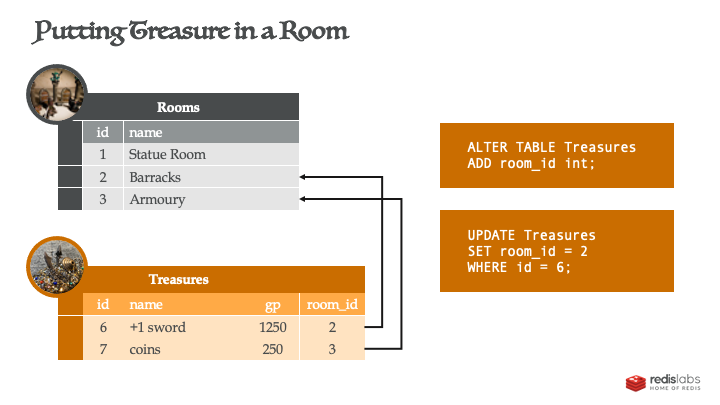 Putting Treasure in a Room
Rooms
id name
1 Statue Room
2 Barracks
3 Armoury
Treasures
id name gp room_id
6 +1 sword 1250 2
7 coins 250 3
ALTER TABLE Treasures
ADD room_id int;
UPDATE Treasures
SET room_id = 2
WHERE id = 6;
redislabs
HOME OF REDIS